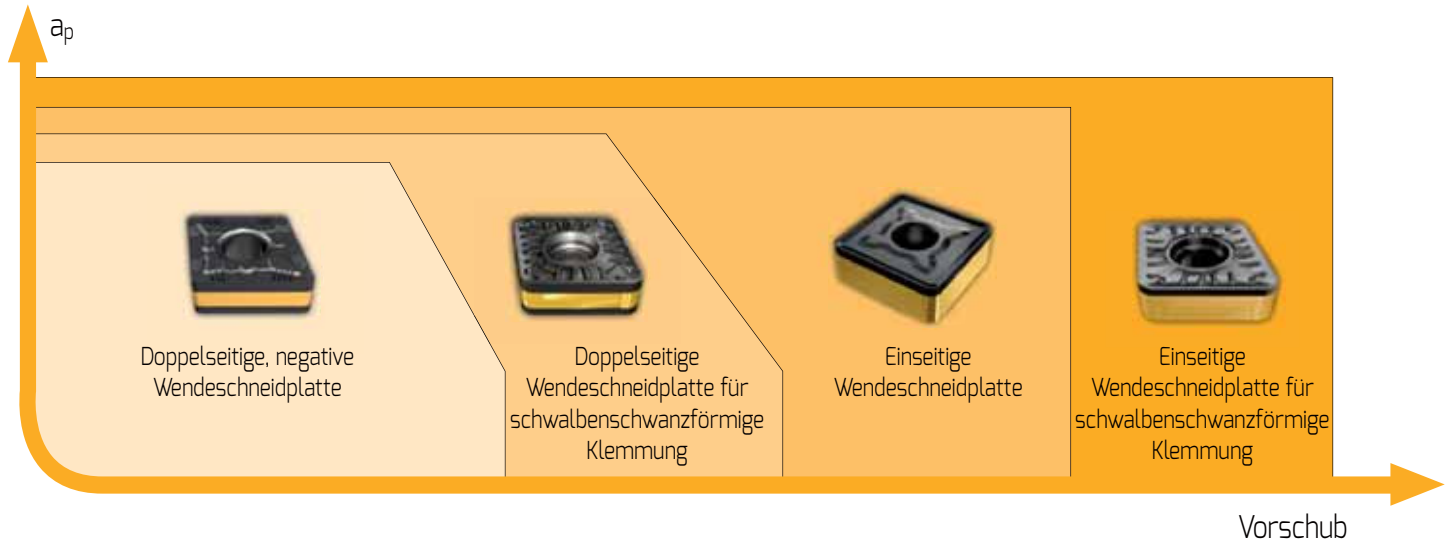 aₚ
Doppelseitige, negative
Wendeschneidplatte
Doppelseitige
Wendeschneidplatte für
schwalbenschwanzförmige
Klemmung
Einseitige
Wendeschneidplatte
Einseitige
Wendeschneidplatte für
schwalbenschwanzförmige
Klemmung
Vorschub